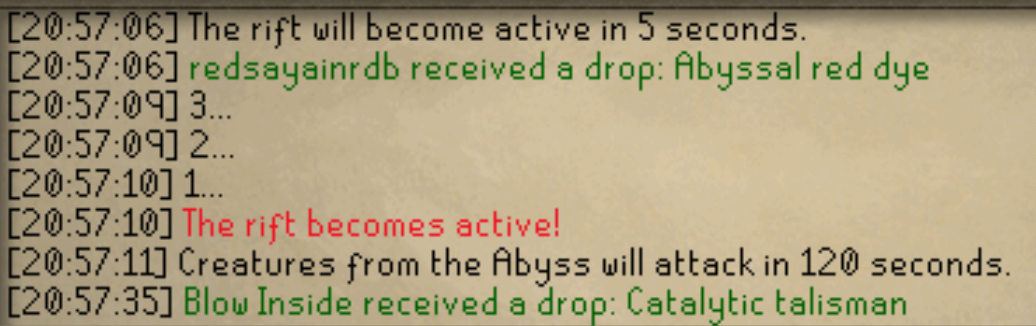 [20:57:06] The rift will become active in 5 seconds.
[20:57:06] redsayainrdb received a drop: Abyssal red dye
[20:57:09] 3...
[20:57:09] 2...
[20:57:10] 1...
[20:57:10] The rift becomes active!
[20:57:11] Creatures from the Abyss will attack in 120 seconds.
[20:57:35] Blow Inside received a drop: Catalytic talisman